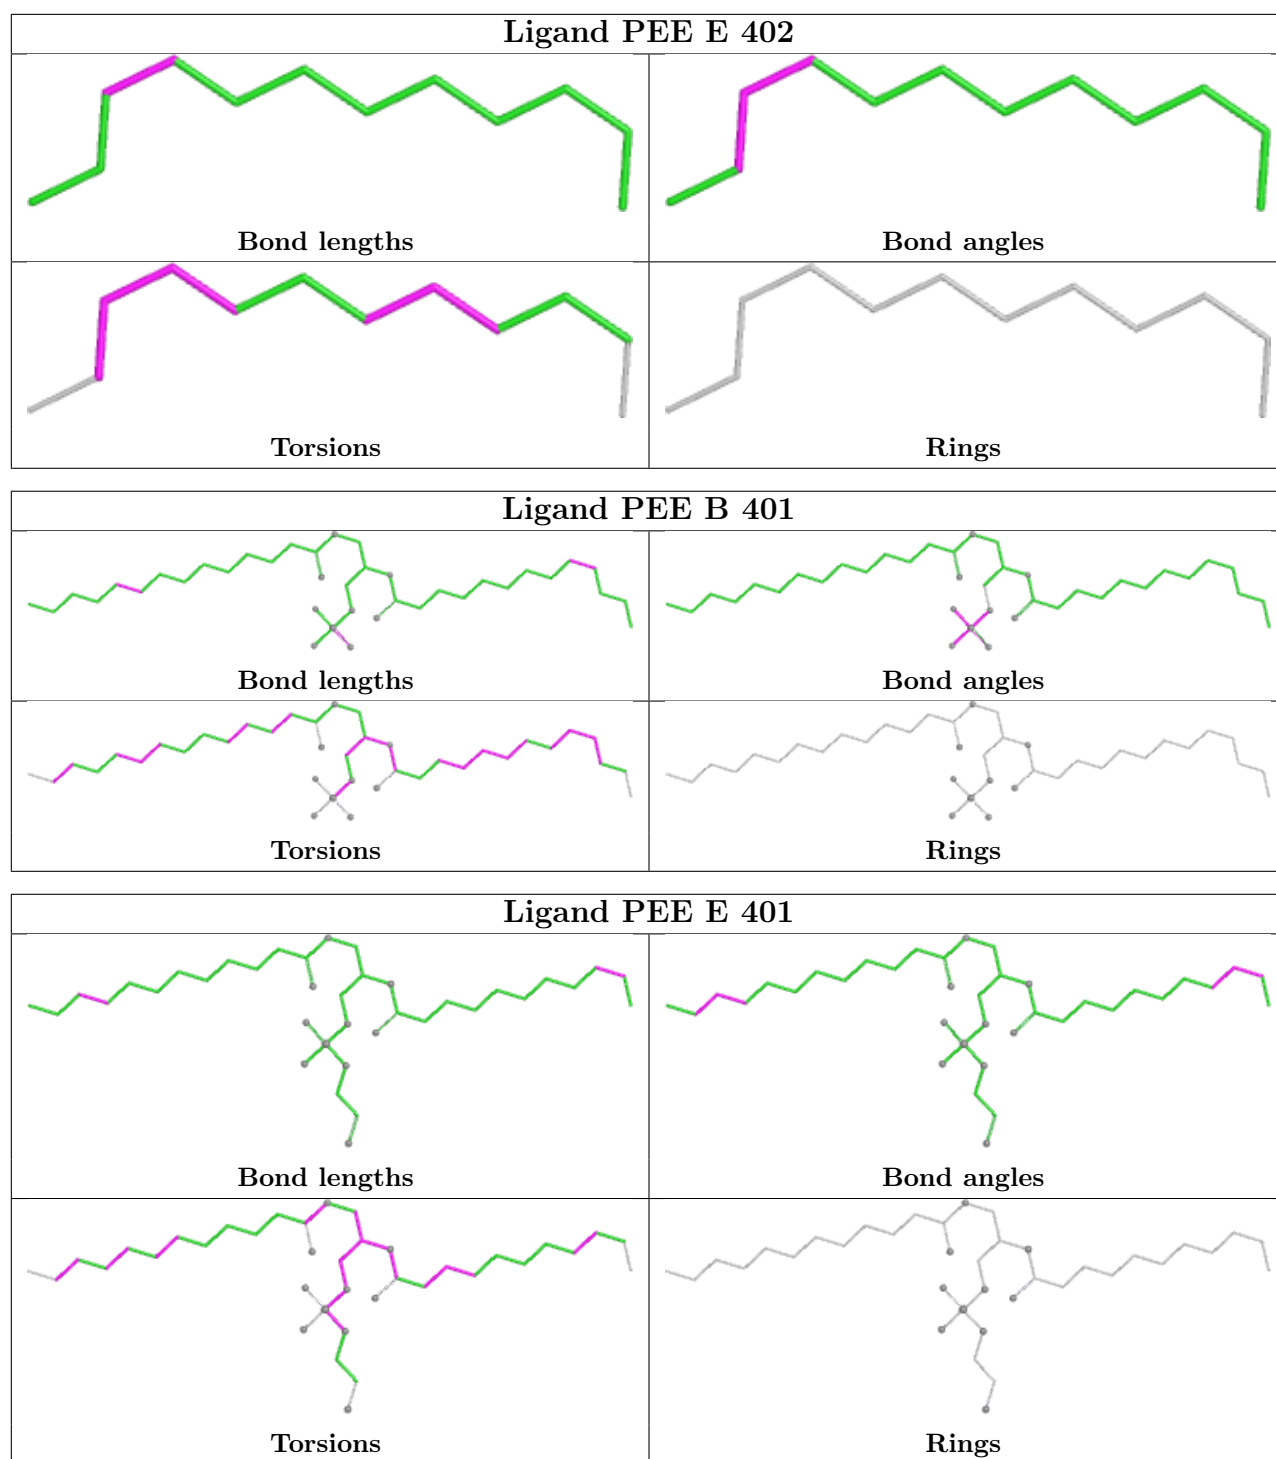 Ligand PEE E 402
Bond lengths
Bond angles
Torsions
Rings
Ligand PEE B 401
Bond lengths
Bond angles
Torsions
Rings
Ligand PEE E 401
Bond lengths
Bond angles
Torsions
Rings